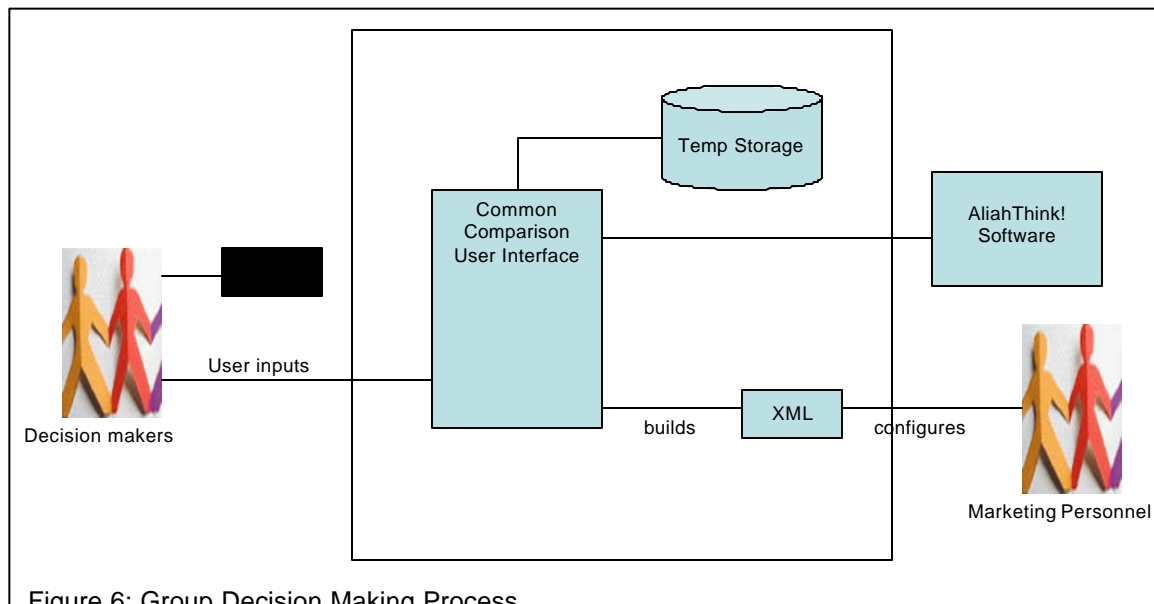 Temp Storage
Common
Comparison
User Interface
AliahThink!
Software
User inputs
Decision makers
builds
XML
configures
Marketing Personnel
Figure 6: Group Decision Making Process